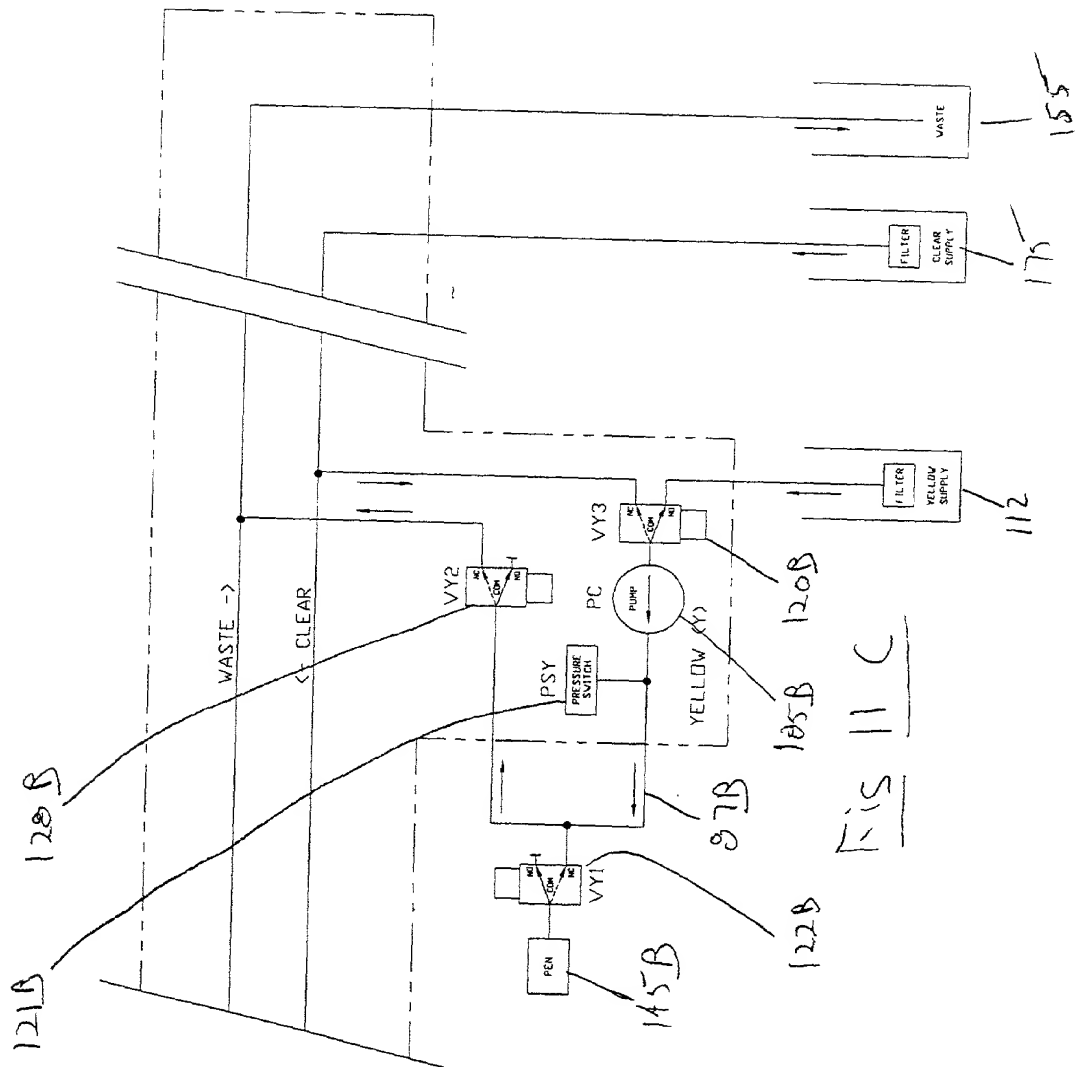 WASTE ->
<- CLEAR
128B
121B
VY2
NC
COM
NO
PSY
PRESSURE
SWITCH
PC
PUMP
YELLOW (Y)
VY3
NC
COM
NO
VY1
NO
COM
NC
PEN
145B
122B
97B
105B
120B
FILTER
YELLOW
SUPPLY
112
FILTER
CLEAR
SUPPLY
175
WASTE
155
Fig 11 C